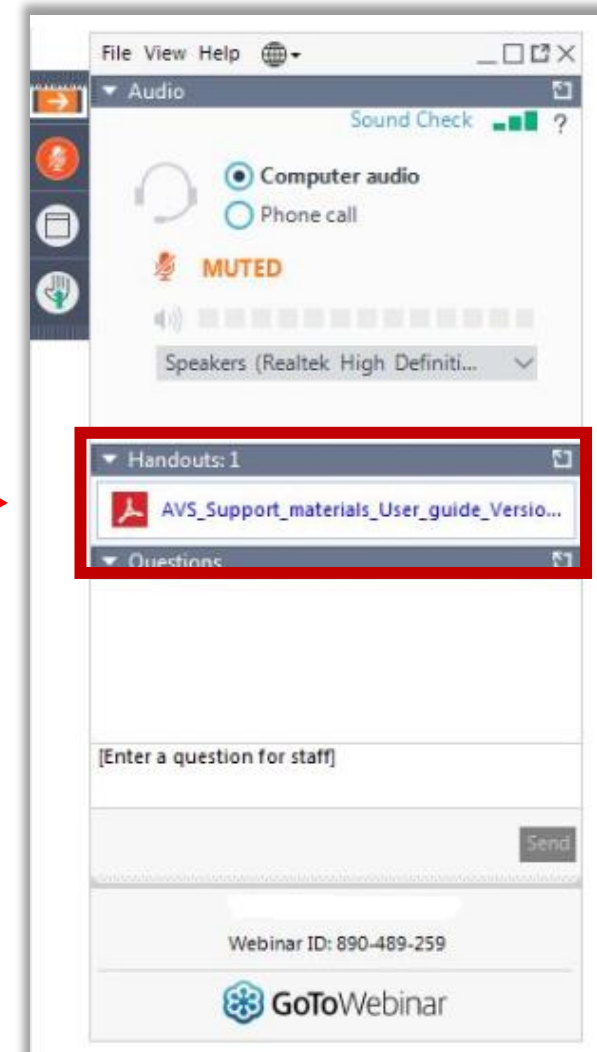 File View Help
Audio
Sound Check ?
Computer audio
Phone call
MUTED
Speakers (Realtek High Definiti...
Handouts: 1
AVS_Support_materials_User_guide_Versio...
Questions
[Enter a question for staff]
Send
Webinar ID: 890-489-259
GoToWebinar